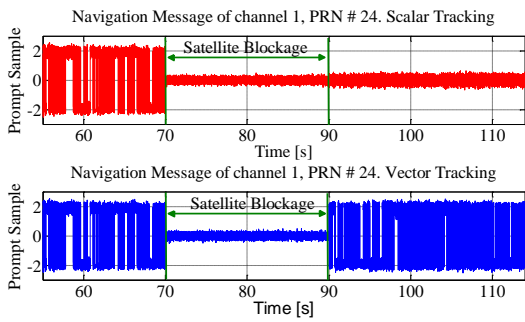 Navigation Message of channel 1, PRN # 24. Scalar Tracking
Prompt Sample
2
0
-2
Satellite Blockage
60 70 80 90 100 110
Time [s]
Navigation Message of channel 1, PRN # 24. Vector Tracking
Prompt Sample
2
0
-2
Satellite Blockage
60 70 80 90 100 110
Time [s]